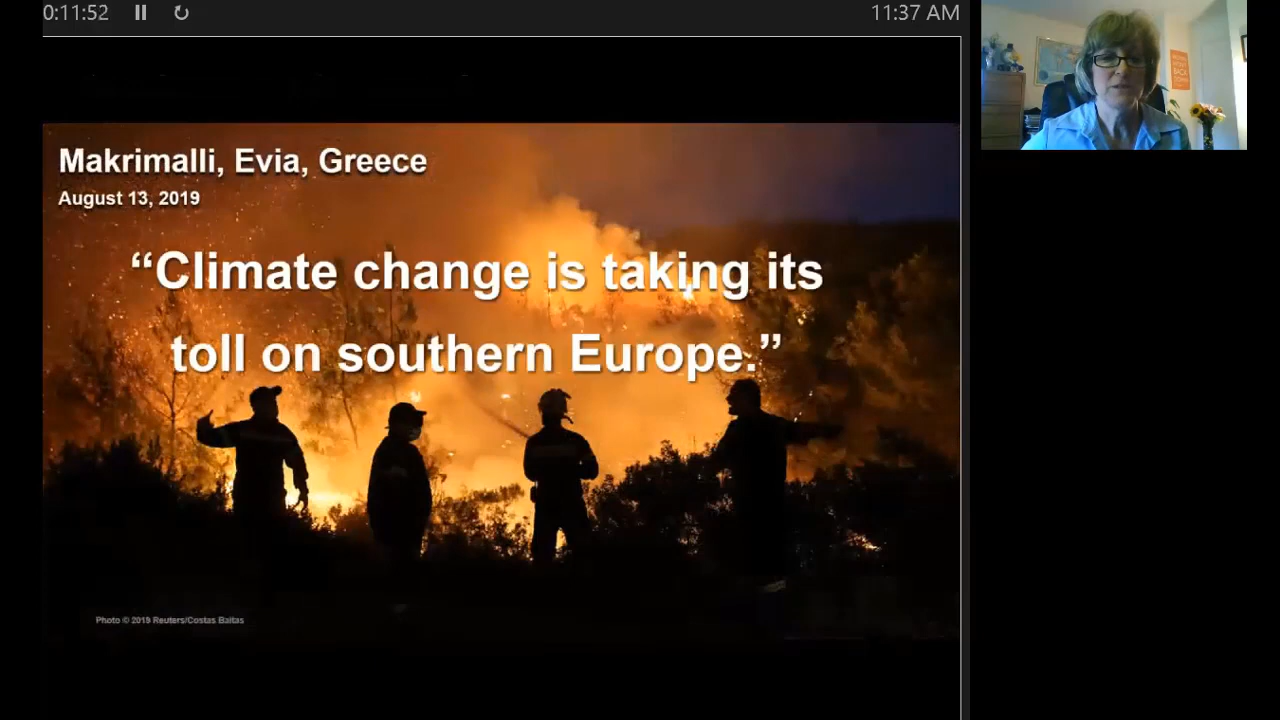 0:11:52
11:37 AM
Makrimalli, Evia, Greece
August 13, 2019
“Climate change is taking its
toll on southern Europe.”
Photo © 2019 Reuters/Costas Baltas
BACK